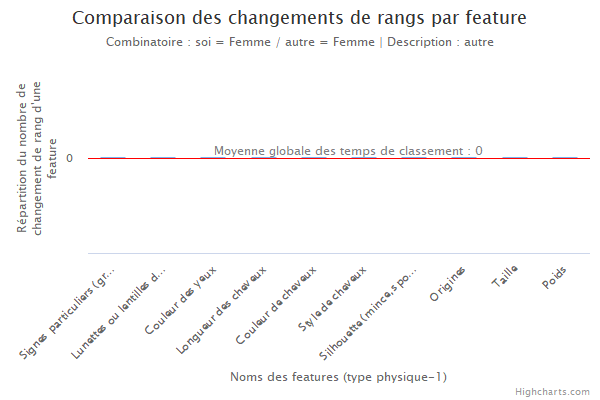 Comparaison des changements de rangs par feature
Combinatoire : soi = Femme / autre = Femme | Description : autre
Répartition du nombre de
changement de rang d'une
feature
0
Moyenne globale des temps de classement : 0
Signes particuliers (gr...
Lunettes ou lentilles d...
Couleur des yeux
Longueur des cheveux
Couleur de cheveux
Style de cheveux
Silhouette (mince,s po...
Origines
Taille
Poids
Noms des features (type physique-1)
Highcharts.com